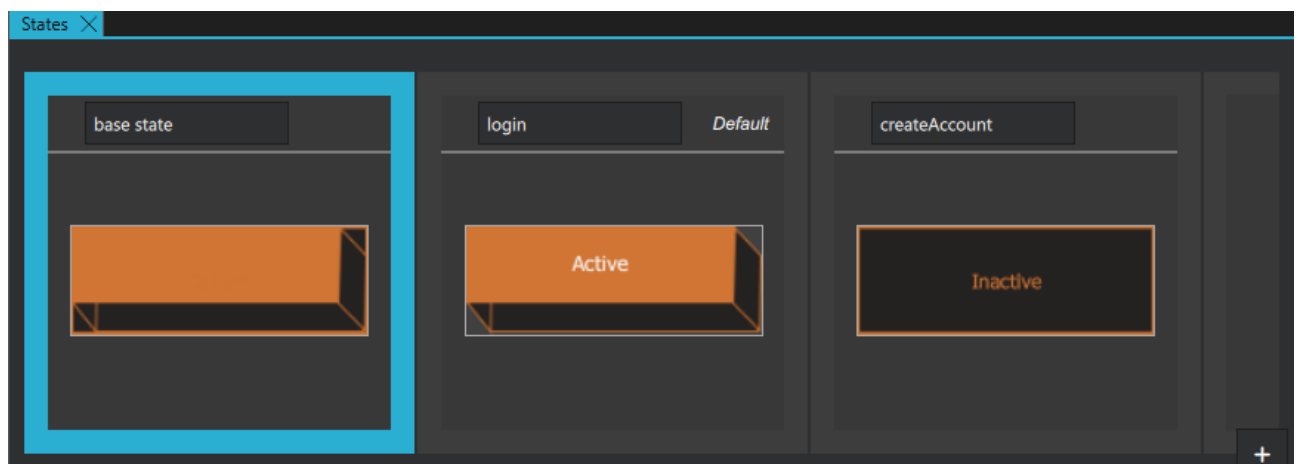 States
base state
login
Default
createAccount
Active
Inactive
+